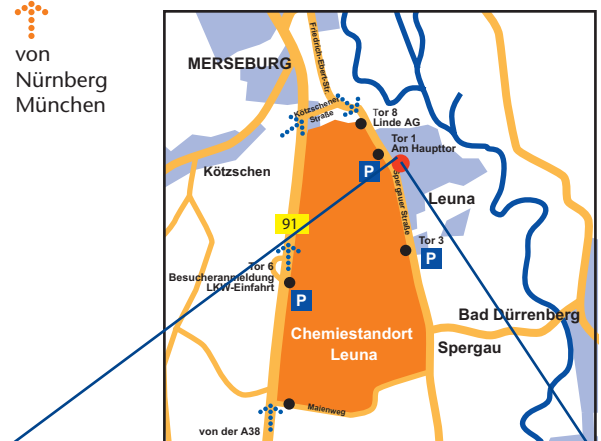 von
Nürnberg
München
MERSEBURG
Friedrich-Ebert-Str.
Kötzschener
Straße
Tor 8
Linde AG
Tor 1
Am Haupttor
P
Kötzschen
Spergauer Straße
Leuna
91
Tor 3
P
Tor 6
Besucheranmeldung
LKW-Einfahrt
P
Bad Dürrenberg
Chemiestandort
Leuna
Spergau
Maienweg
von der A38